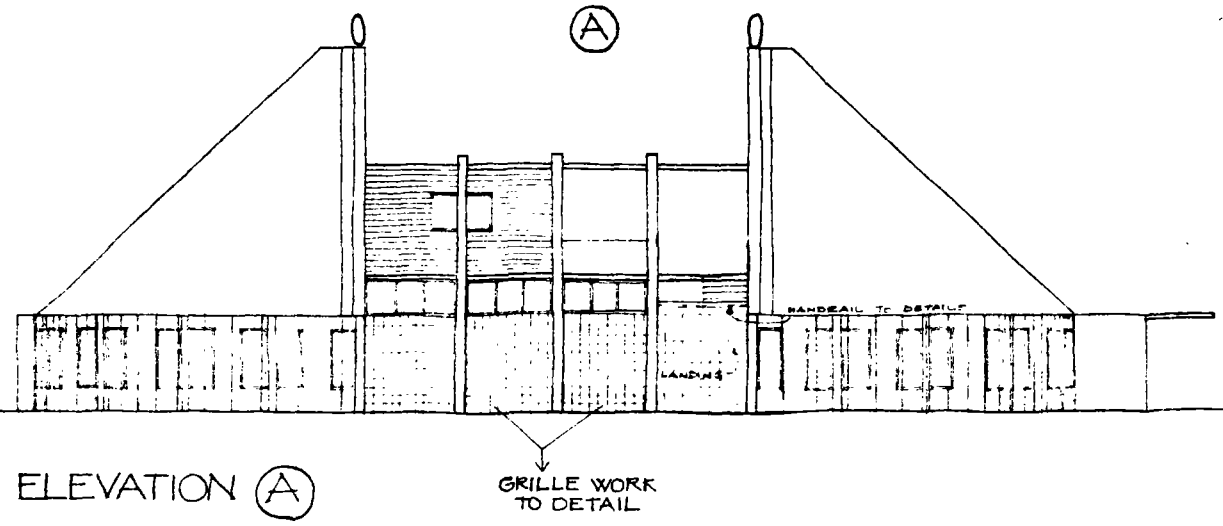 A
HANDRAIL TO DETAIL
LANDING
ELEVATION A
GRILLE WORK
TO DETAIL